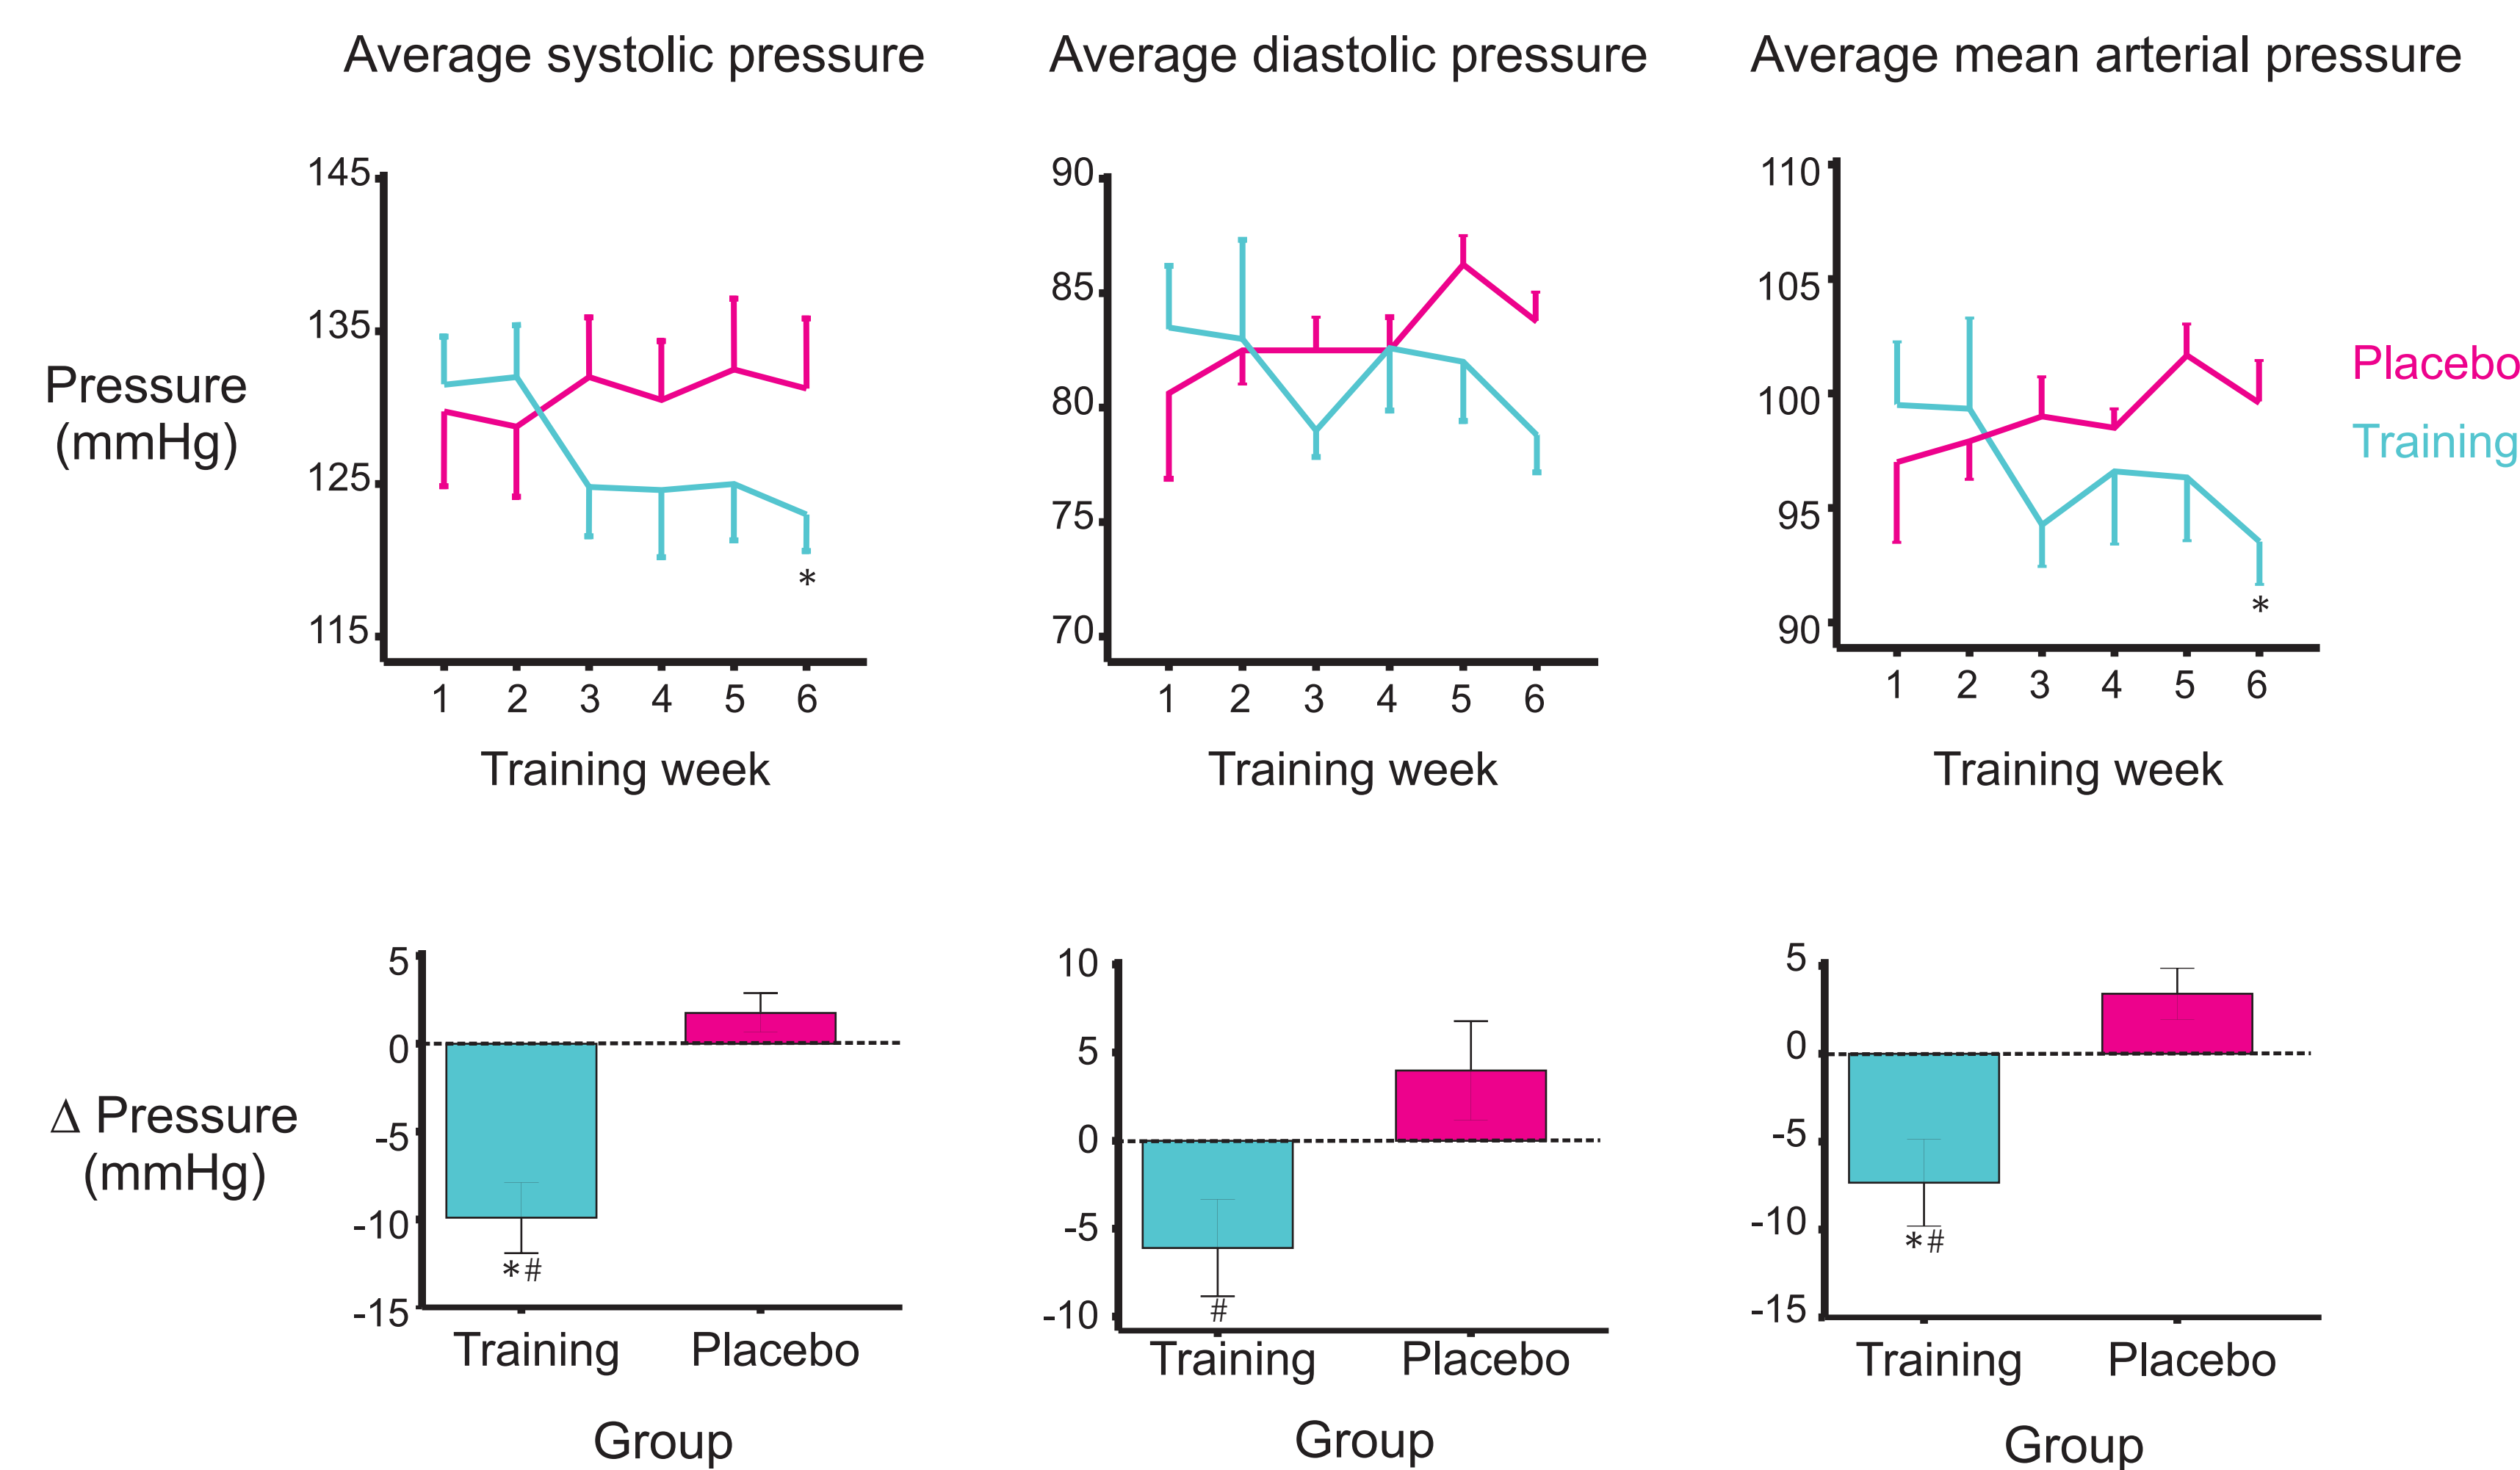 Average systolic pressure
Average diastolic pressure
Average mean arterial pressure
Pressure
(mmHg)
145
135
125
115
*
1 2 3 4 5 6
Training week
90
85
80
75
70
1 2 3 4 5 6
Training week
110
105
100
95
90
*
1 2 3 4 5 6
Training week
Placebo
Training
Δ Pressure
(mmHg)
5
0
-5
-10
-15
*#
Training Placebo
Group
10
5
0
-5
-10
#
Training Placebo
Group
5
0
-5
-10
-15
*#
Training Placebo
Group